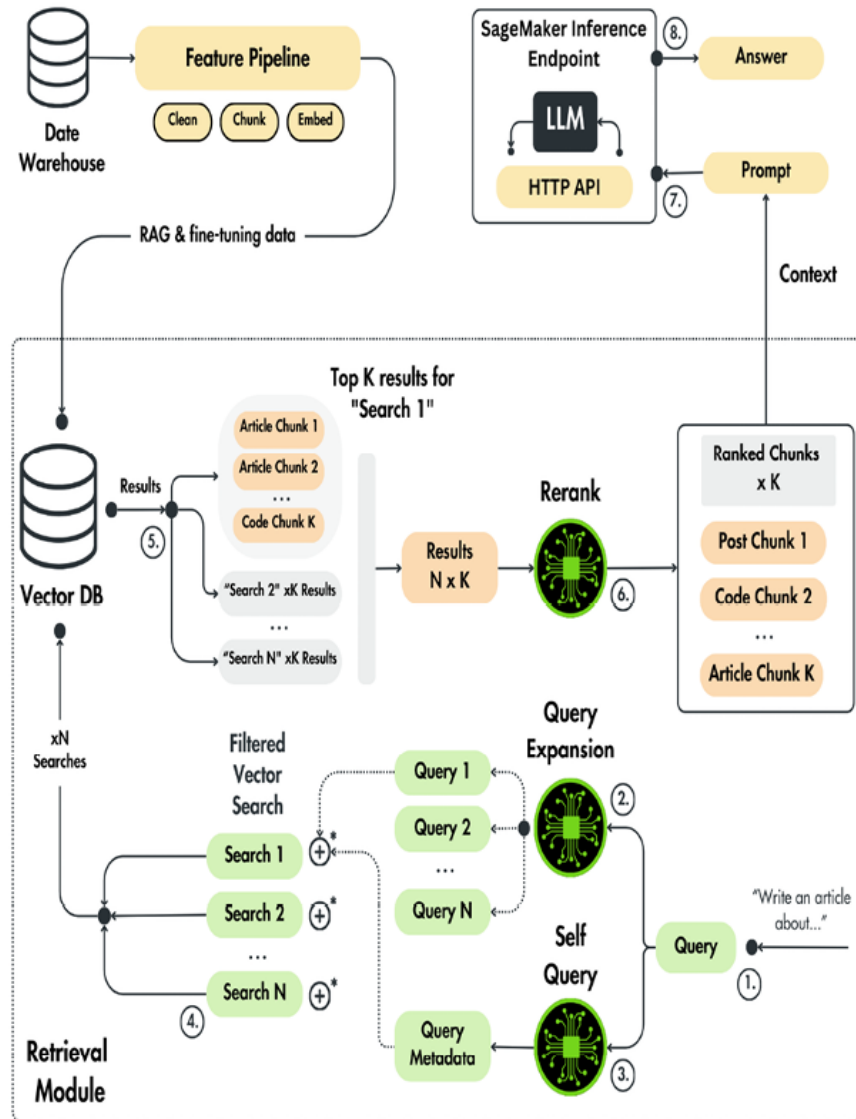 Date
Warehouse
Feature Pipeline
Clean
Chunk
Embed
RAG & fine-tuning data
SageMaker Inference
Endpoint
LLM
HTTP API
8.
Answer
7.
Prompt
Context
Top K results for
"Search 1"
Vector DB
Results
5.
Article Chunk 1
Article Chunk 2
...
Code Chunk K
"Search 2" xK Results
...
"Search N" xK Results
Results
N x K
Rerank
6.
Ranked Chunks
x K
Post Chunk 1
Code Chunk 2
...
Article Chunk K
xN
Searches
Filtered
Vector
Search
Search 1
+*
Search 2
+*
...
Search N
+*
4.
Query 1
Query 2
...
Query N
Query
Metadata
Query
Expansion
2.
Self
Query
3.
Query
"Write an article
about..."
1.
Retrieval
Module